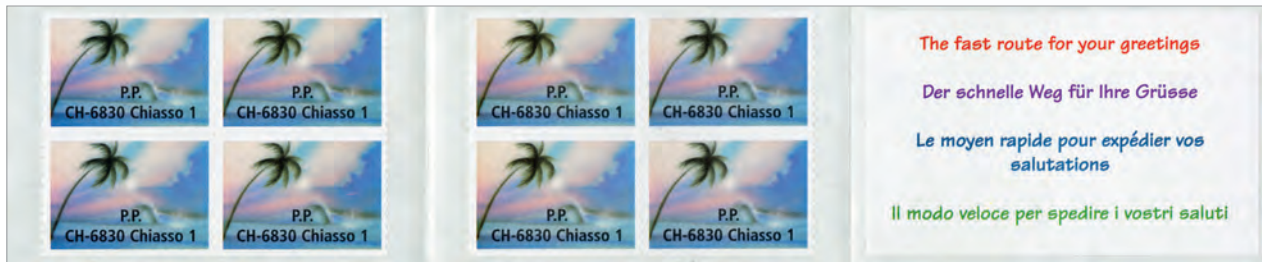 P.P.
CH-6830 Chiasso 1
P.P.
CH-6830 Chiasso 1
P.P.
CH-6830 Chiasso 1
P.P.
CH-6830 Chiasso 1
P.P.
CH-6830 Chiasso 1
P.P.
CH-6830 Chiasso 1
P.P.
CH-6830 Chiasso 1
P.P.
CH-6830 Chiasso 1
The fast route for your greetings
Der schnelle Weg für Ihre Grüsse
Le moyen rapide pour expédier vos
salutations
Il modo veloce per spedire i vostri saluti